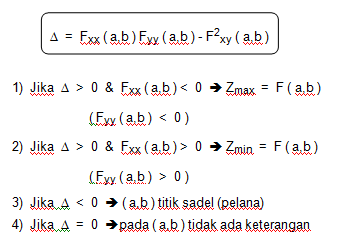 Δ = Fxx (a,b) Fyy (a,b) - F²xy (a,b)
1) Jika Δ > 0 & Fxx (a,b) < 0 ➔ Zmax = F (a,b)
(Fyy (a,b) < 0)
2) Jika Δ > 0 & Fxx (a,b) > 0 ➔ Zmin = F (a,b)
(Fyy (a,b) > 0)
3) Jika Δ < 0 ➔ (a,b) titik sadel (pelana)
4) Jika Δ = 0 ➔ pada (a,b) tidak ada keterangan